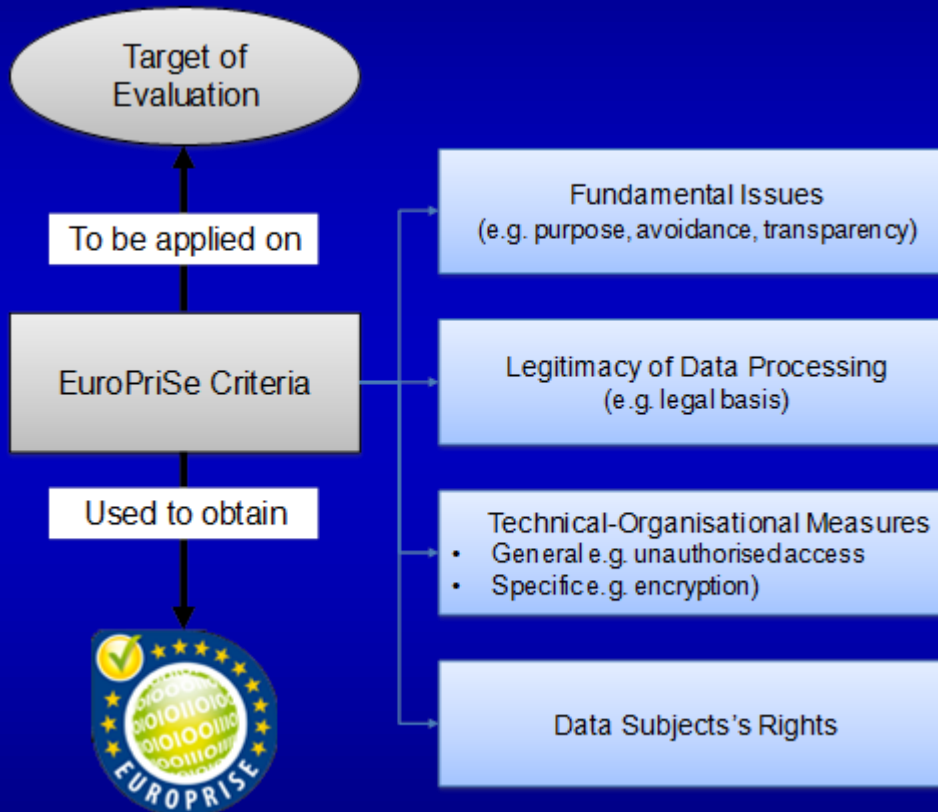 Target of
Evaluation
To be applied on
EuroPriSe Criteria
Used to obtain
EUROPRISE
Fundamental Issues
(e.g. purpose, avoidance, transparency)
Legitimacy of Data Processing
(e.g. legal basis)
Technical-Organisational Measures
• General e.g. unauthorised access
• Specific e.g. encryption)
Data Subjects's Rights